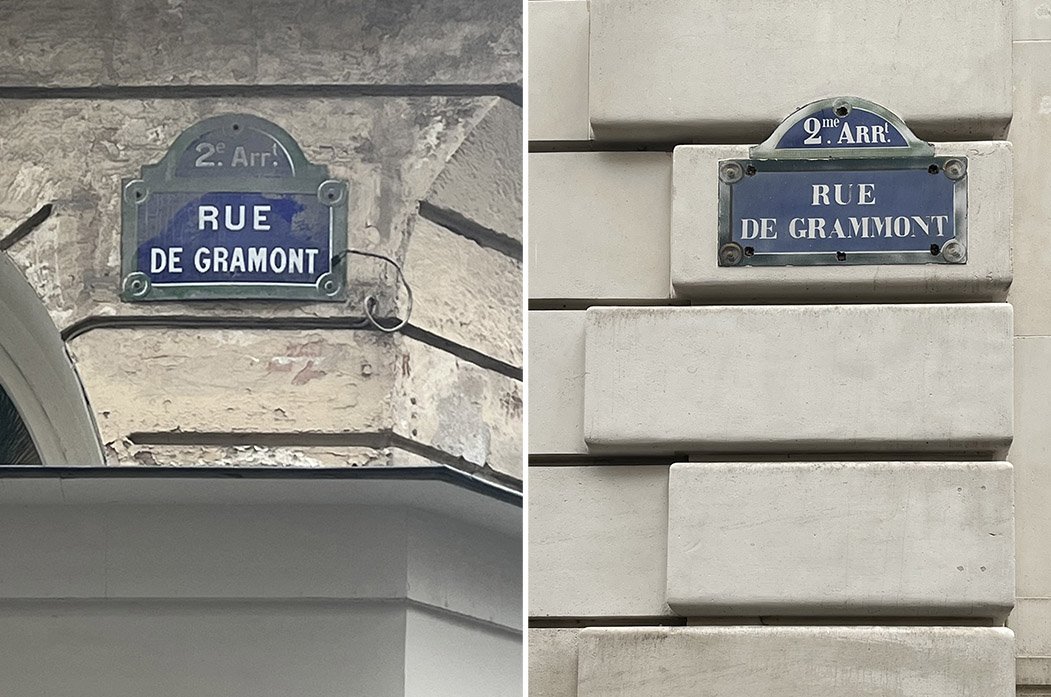 2e. Arrt.
RUE
DE GRAMONT
2me. ARRt.
RUE
DE GRAMMONT